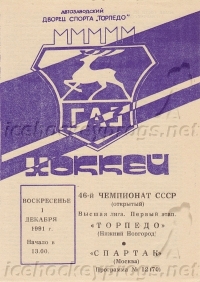 АВТОЗАВОДСКИЙ
ДВОРЕЦ СПОРТА „ТОРПЕДО"
ГАЗ
ХОККЕЙ
ВОСКРЕСЕНЬЕ
1
ДЕКАБРЯ
1991 г.
Начало в
13.00.
46-й ЧЕМПИОНАТ СССР
(открытый)
Высшая лига. Первый этап.
«ТОРПЕДО»
(Нижний Новгород)
«СПАРТАК»
(Москва)
Программа №